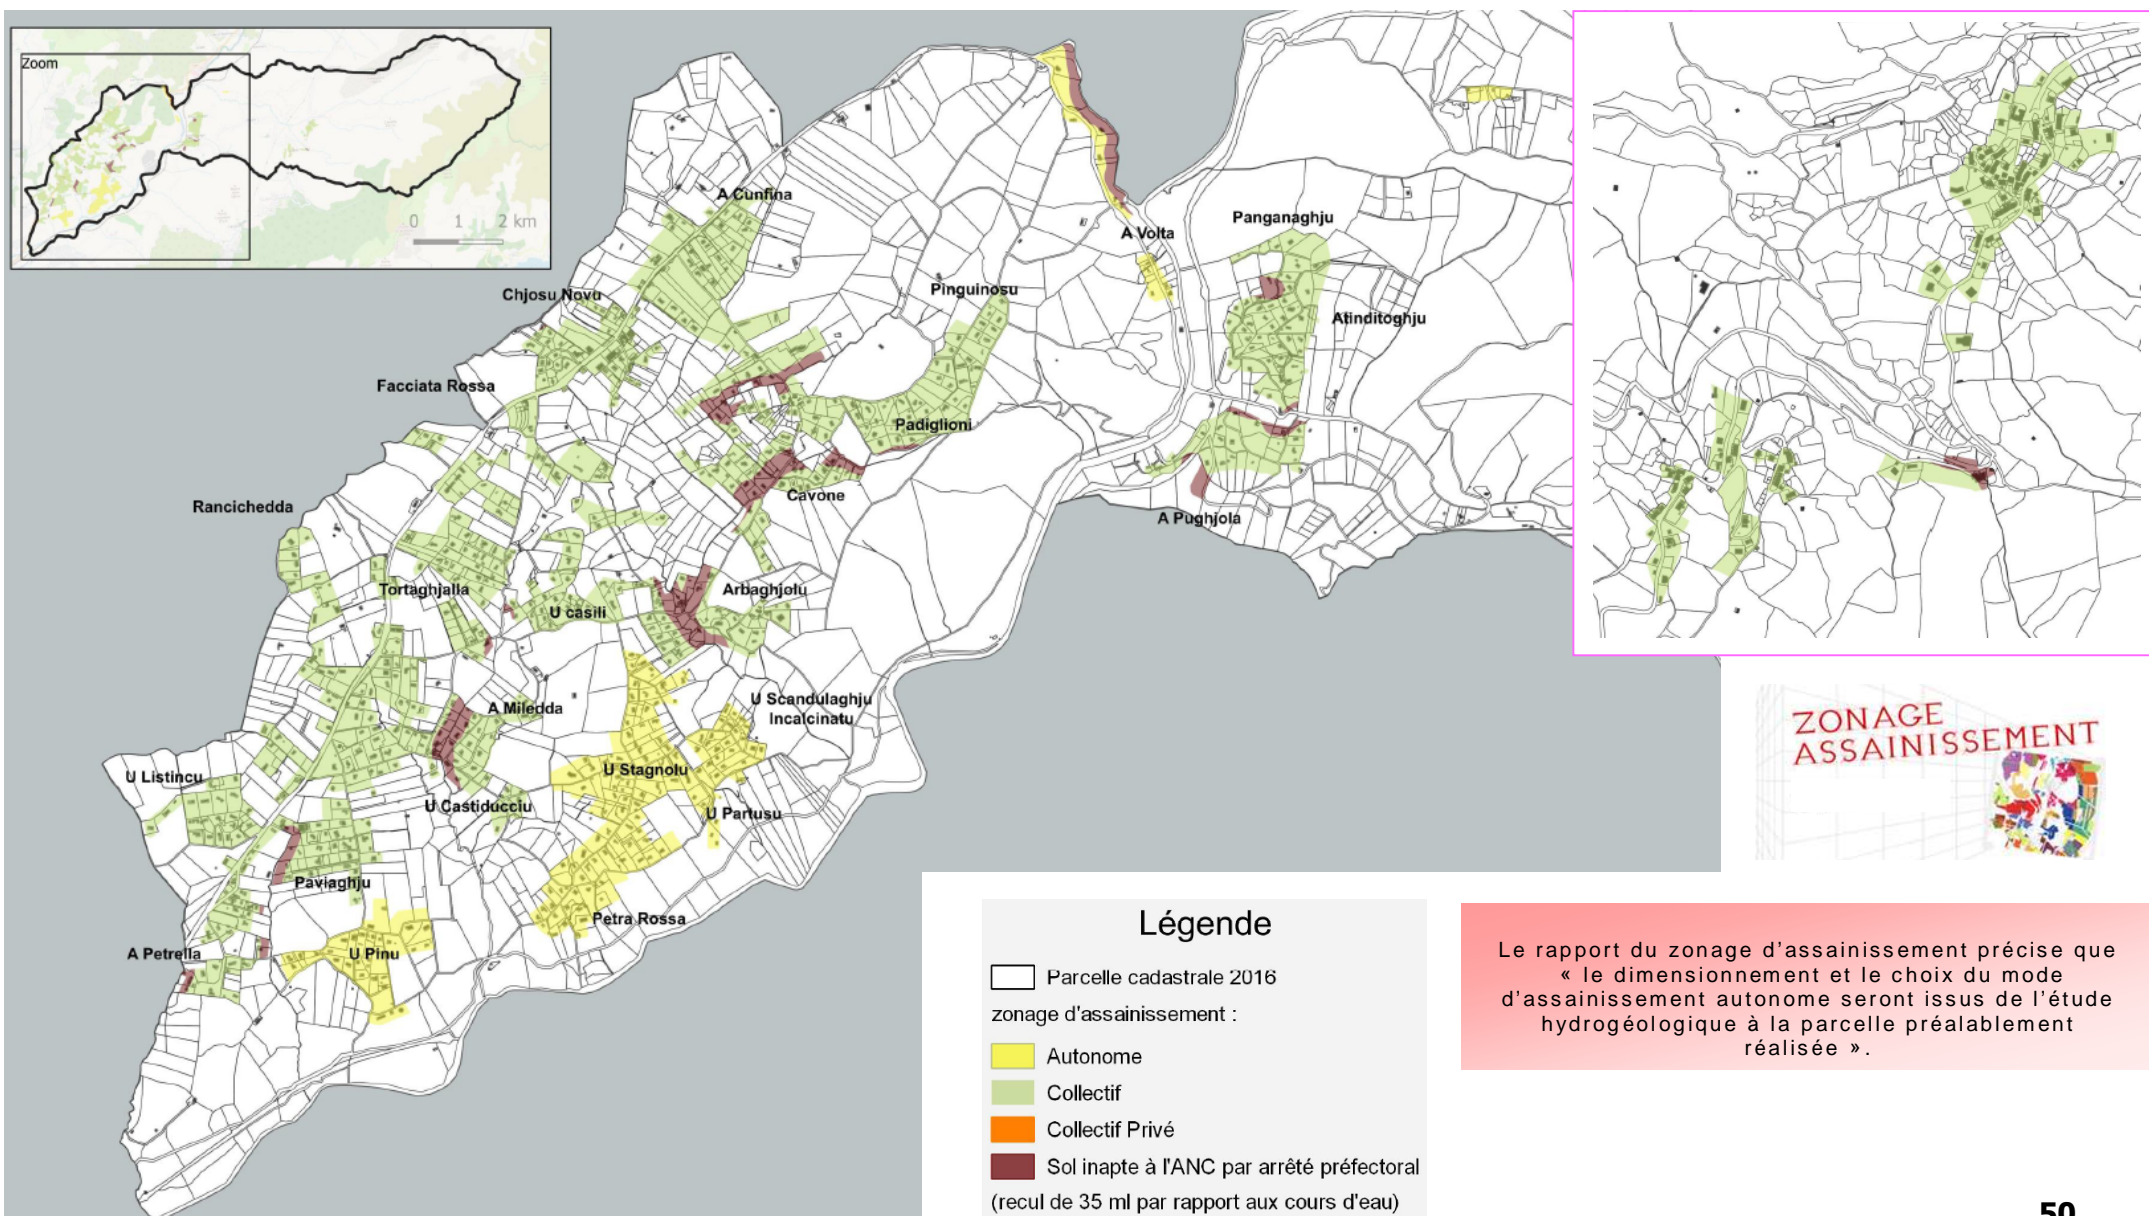 Zoom
0 1 2 km
A Cunfina
Panganaghju
A Volta
Pinguinosu
Chjosu Novu
Atinditoghju
Facciata Rossa
Padiglioni
Cavone
Rancichedda
A Pughjola
Tortaghjalla
Arbaghjolu
U casili
U Scandulaghju
Incalcinatu
A Miledda
U Stagnolu
U Listincu
U Castiducciu
U Partusu
Paviaghju
Petra Rossa
A Petrella
U Pinu
ZONAGE
ASSAINISSEMENT
Légende
Parcelle cadastrale 2016
zonage d'assainissement :
Autonome
Collectif
Collectif Privé
Sol inapte à l'ANC par arrêté préfectoral
(recul de 35 ml par rapport aux cours d'eau)
Le rapport du zonage d’assainissement précise que
« le dimensionnement et le choix du mode
d’assainissement autonome seront issus de l’étude
hydrogéologique à la parcelle préalablement
réalisée ».
50